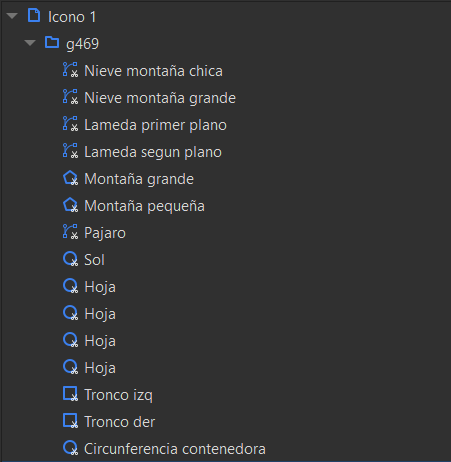 Icono 1
g469
Nieve montaña chica
Nieve montaña grande
Lameda primer plano
Lameda segun plano
Montaña grande
Montaña pequeña
Pajaro
Sol
Hoja
Hoja
Hoja
Hoja
Tronco izq
Tronco der
Circunferencia contenedora